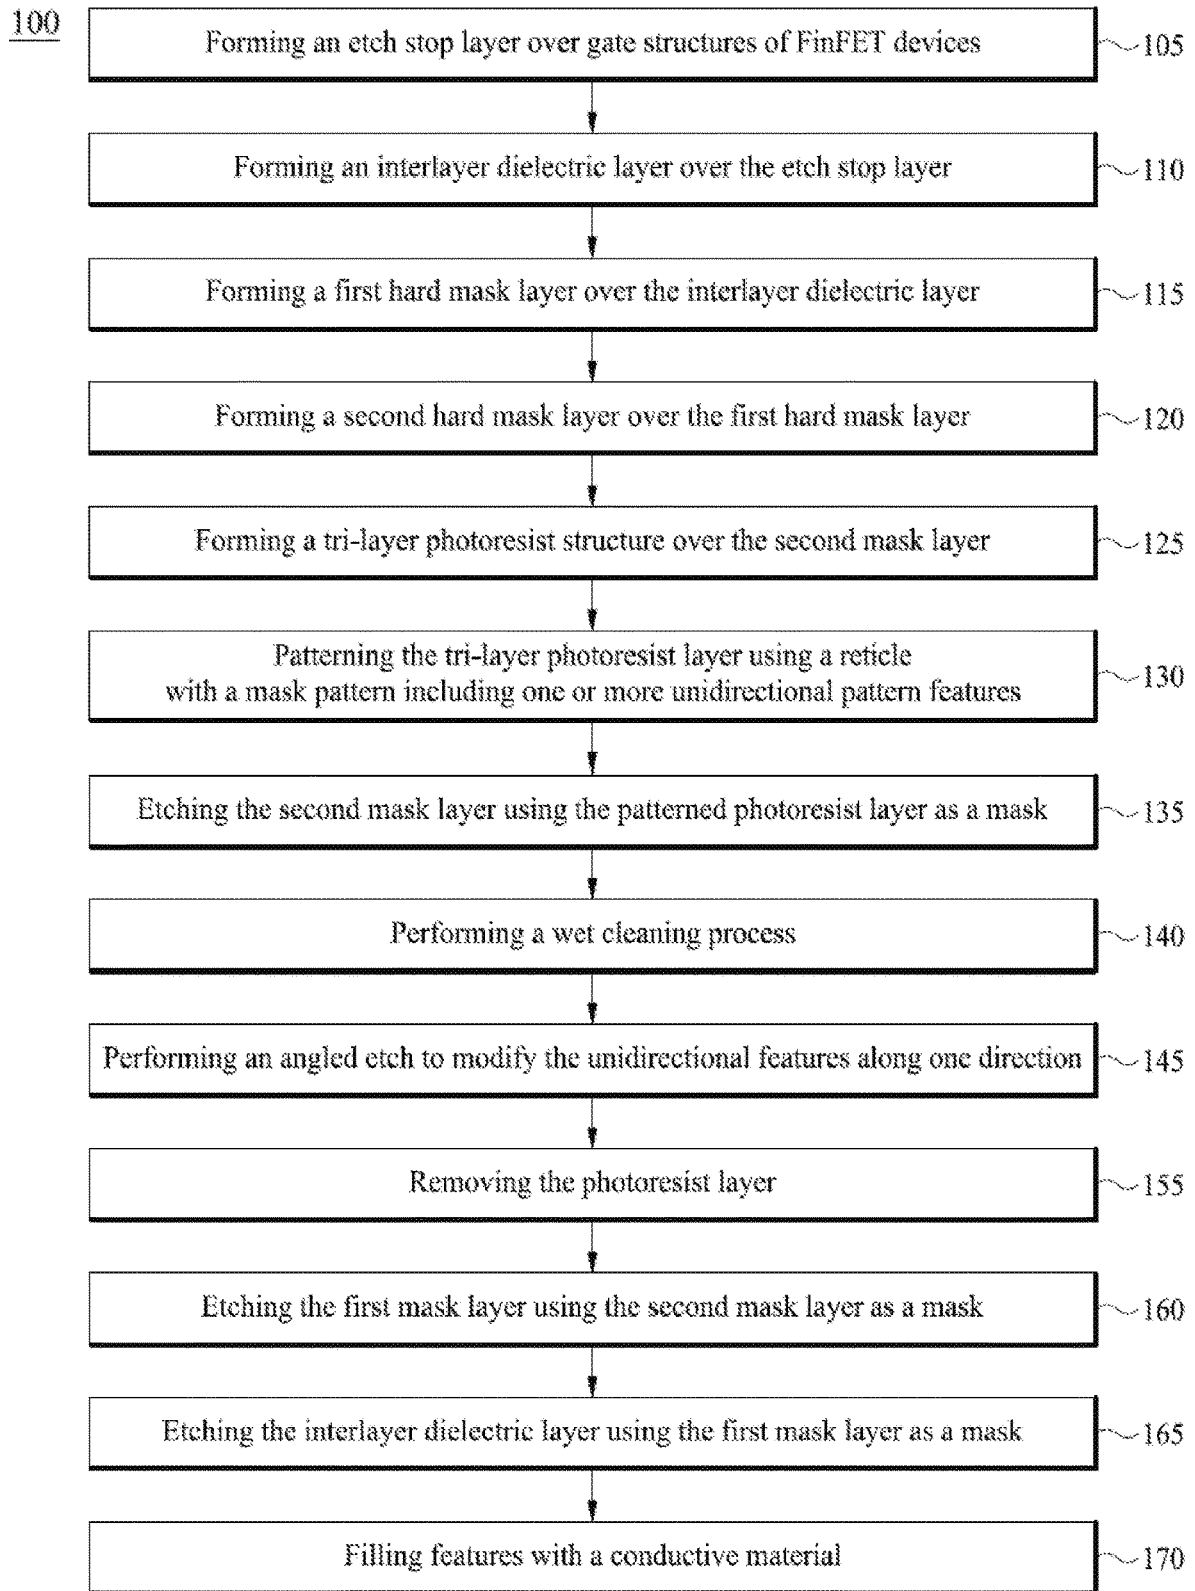 100
Forming an etch stop layer over gate structures of FinFET devices
105
Forming an interlayer dielectric layer over the etch stop layer
110
Forming a first hard mask layer over the interlayer dielectric layer
115
Forming a second hard mask layer over the first hard mask layer
120
Forming a tri-layer photoresist structure over the second mask layer
125
Patterning the tri-layer photoresist layer using a reticle
with a mask pattern including one or more unidirectional pattern features
130
Etching the second mask layer using the patterned photoresist layer as a mask
135
Performing a wet cleaning process
140
Performing an angled etch to modify the unidirectional features along one direction
145
Removing the photoresist layer
155
Etching the first mask layer using the second mask layer as a mask
160
Etching the interlayer dielectric layer using the first mask layer as a mask
165
Filling features with a conductive material
170